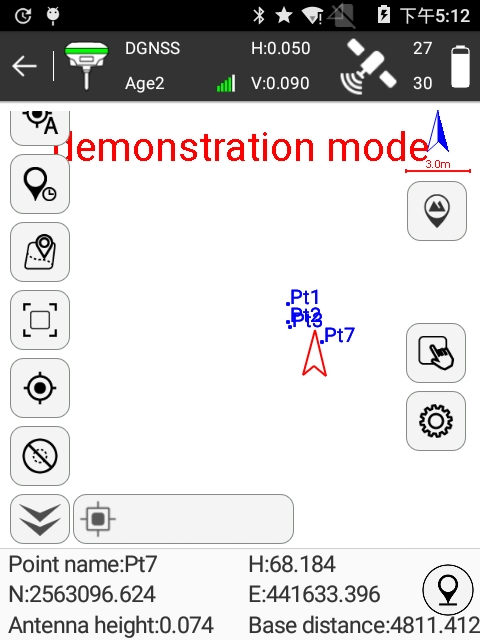 下午5:12
DGNSS H:0.050 27
Age2 V:0.090 30
demonstration mode
A
3.0m
Pt1
Pt2
Pt3
Pt7
Point name:Pt7 H:68.184
N:2563096.624 E:441633.396
Antenna height:0.074 Base distance:4811.412